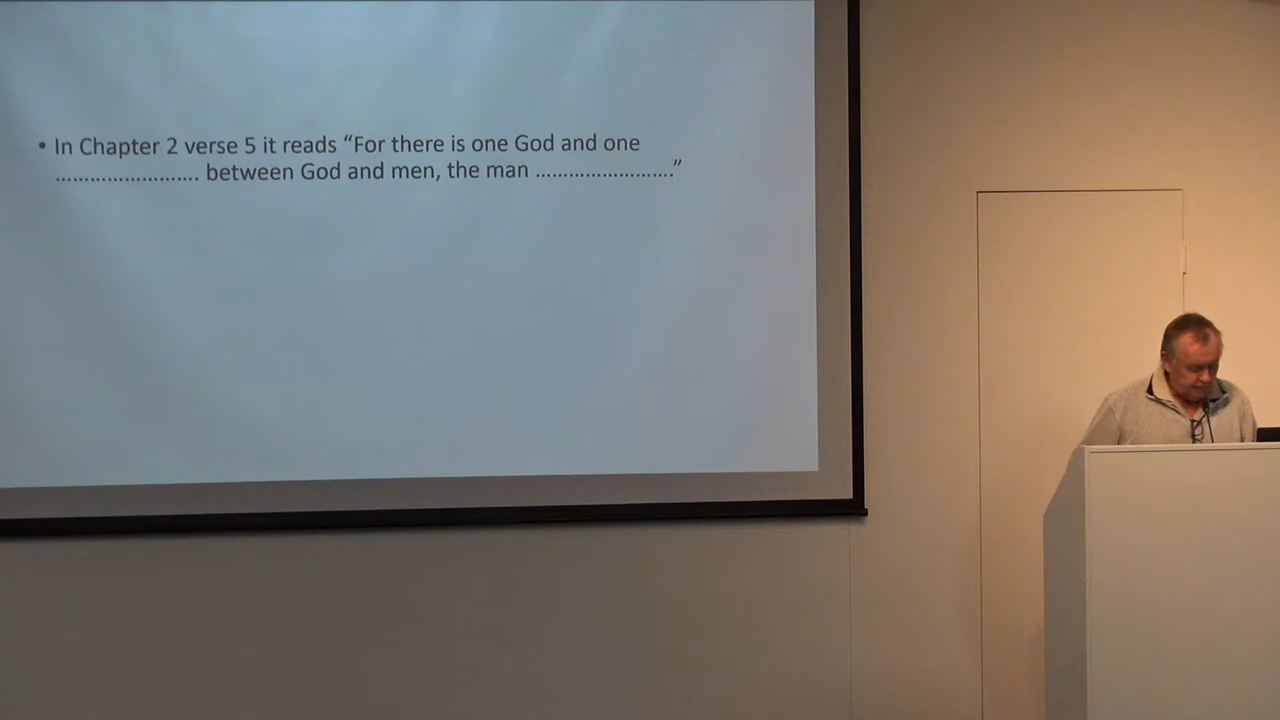 • In Chapter 2 verse 5 it reads “For there is one God and one
……………………. between God and men, the man …………………….”